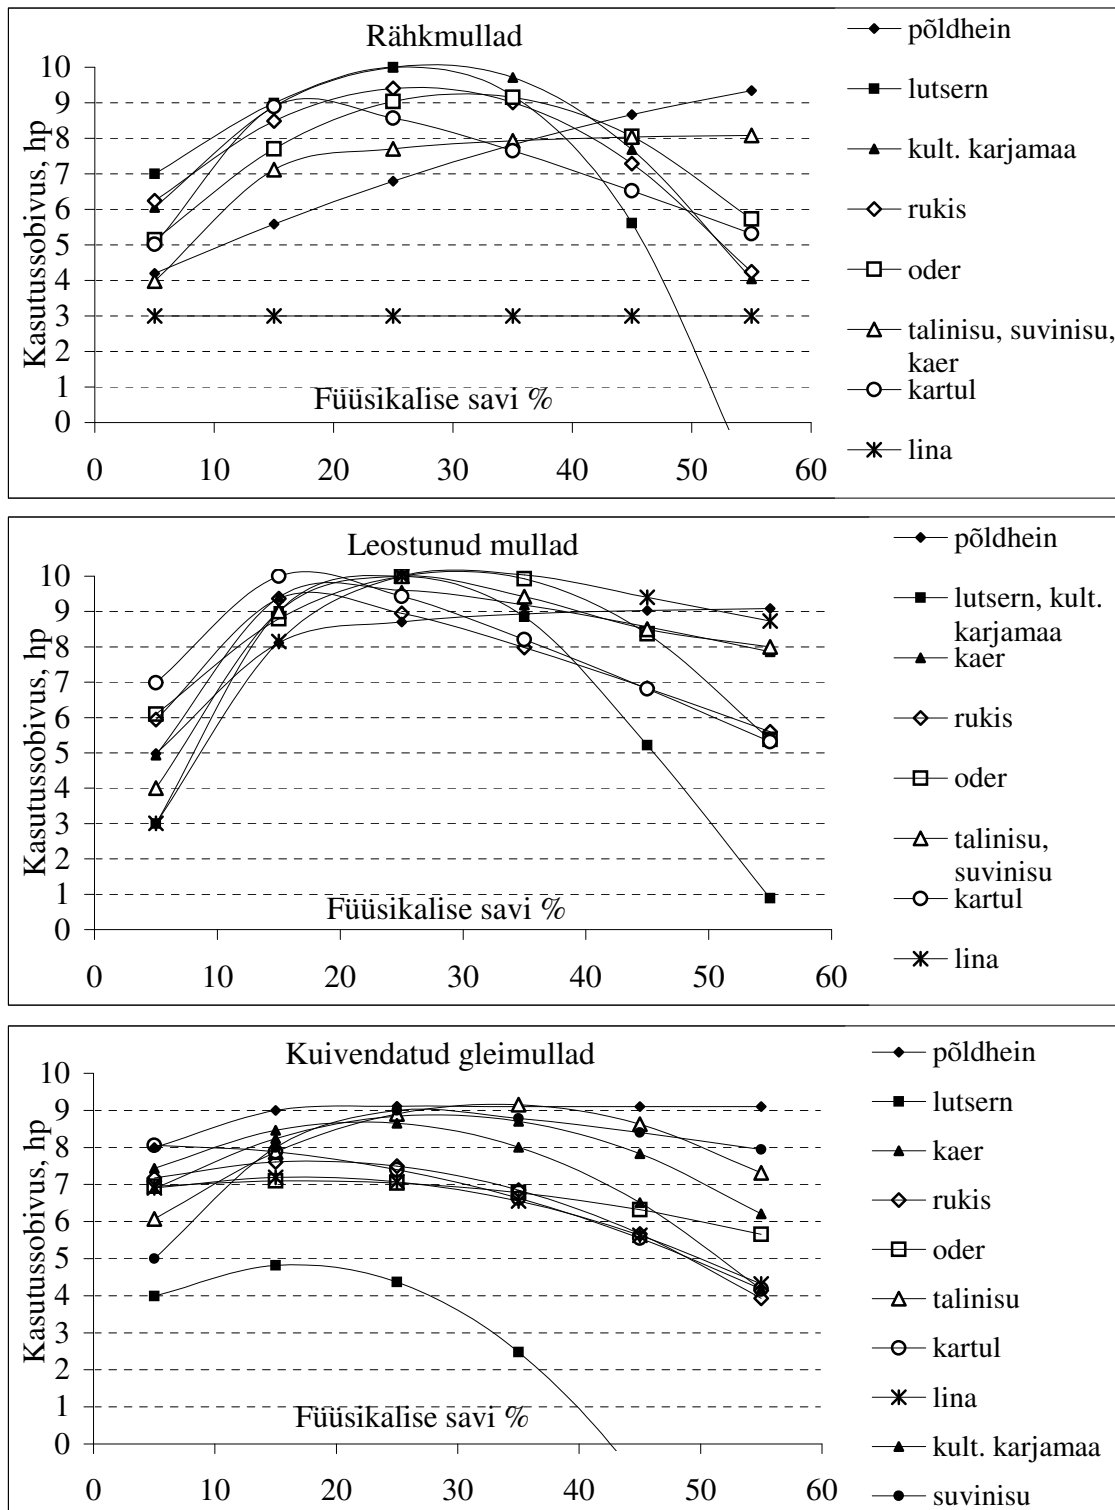 Rähkmullad
Kasutussobivus, hp
10
9
8
7
6
5
4
3
2
1
0
Füüsikalise savi %
0 10 20 30 40 50 60
põldhein
lutsern
kult. karjamaa
rukis
oder
talinisu, suvinisu,
kaer
kartul
lina
Leostunud mullad
Kasutussobivus, hp
10
9
8
7
6
5
4
3
2
1
0
Füüsikalise savi %
0 10 20 30 40 50 60
põldhein
lutsern, kult.
karjamaa
kaer
rukis
oder
talinisu,
suvinisu
kartul
lina
Kuivendatud gleimullad
Kasutussobivus, hp
10
9
8
7
6
5
4
3
2
1
0
Füüsikalise savi %
0 10 20 30 40 50 60
põldhein
lutsern
kaer
rukis
oder
talinisu
kartul
lina
kult. karjamaa
suvinisu